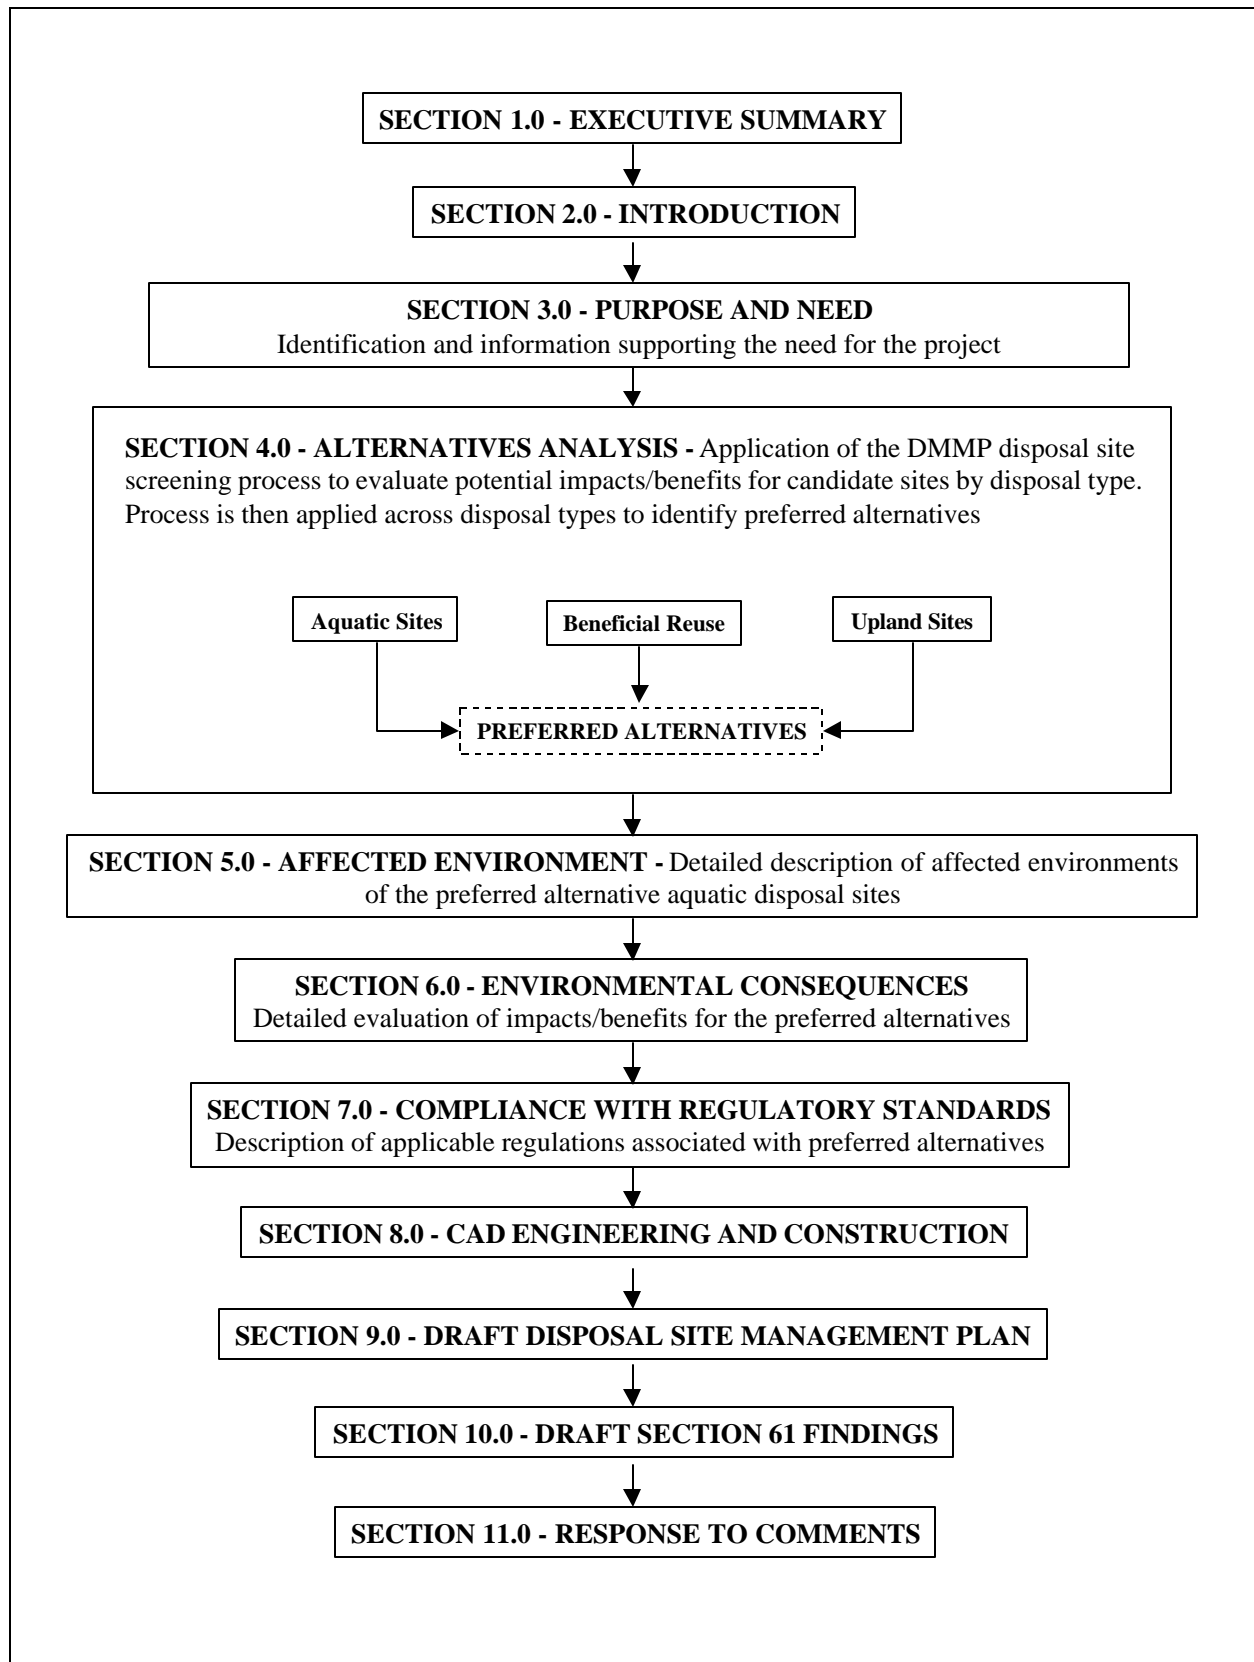 SECTION 1.0 - EXECUTIVE SUMMARY
SECTION 2.0 - INTRODUCTION
SECTION 3.0 - PURPOSE AND NEED
Identification and information supporting the need for the project
SECTION 4.0 - ALTERNATIVES ANALYSIS - Application of the DMMP disposal site
screening process to evaluate potential impacts/benefits for candidate sites by disposal type.
Process is then applied across disposal types to identify preferred alternatives
Aquatic Sites
Beneficial Reuse
Upland Sites
PREFERRED ALTERNATIVES
SECTION 5.0 - AFFECTED ENVIRONMENT - Detailed description of affected environments
of the preferred alternative aquatic disposal sites
SECTION 6.0 - ENVIRONMENTAL CONSEQUENCES
Detailed evaluation of impacts/benefits for the preferred alternatives
SECTION 7.0 - COMPLIANCE WITH REGULATORY STANDARDS
Description of applicable regulations associated with preferred alternatives
SECTION 8.0 - CAD ENGINEERING AND CONSTRUCTION
SECTION 9.0 - DRAFT DISPOSAL SITE MANAGEMENT PLAN
SECTION 10.0 - DRAFT SECTION 61 FINDINGS
SECTION 11.0 - RESPONSE TO COMMENTS